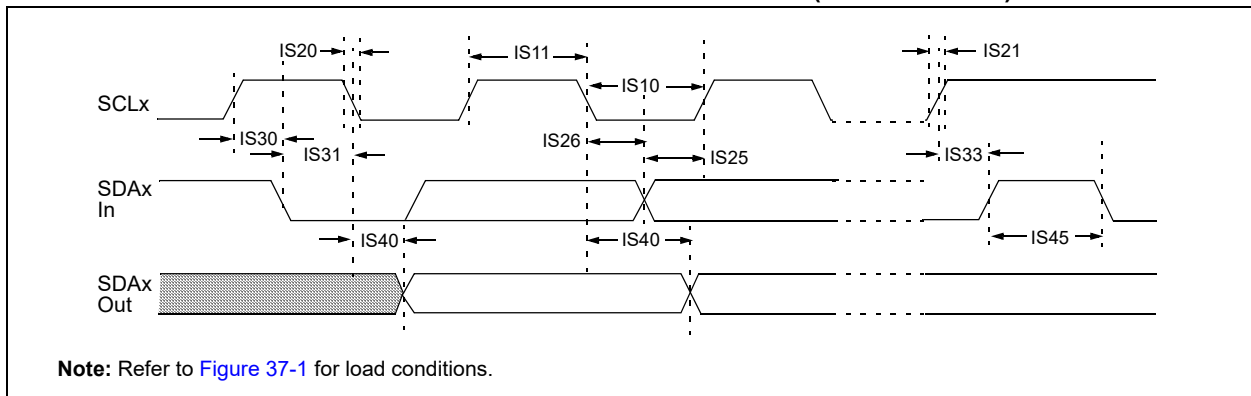 IS20
IS11
IS21
IS10
SCLx
IS30
IS26
IS31
IS25
IS33
SDAx
In
IS40
IS40
IS45
SDAx
Out
Note: Refer to Figure 37-1 for load conditions.